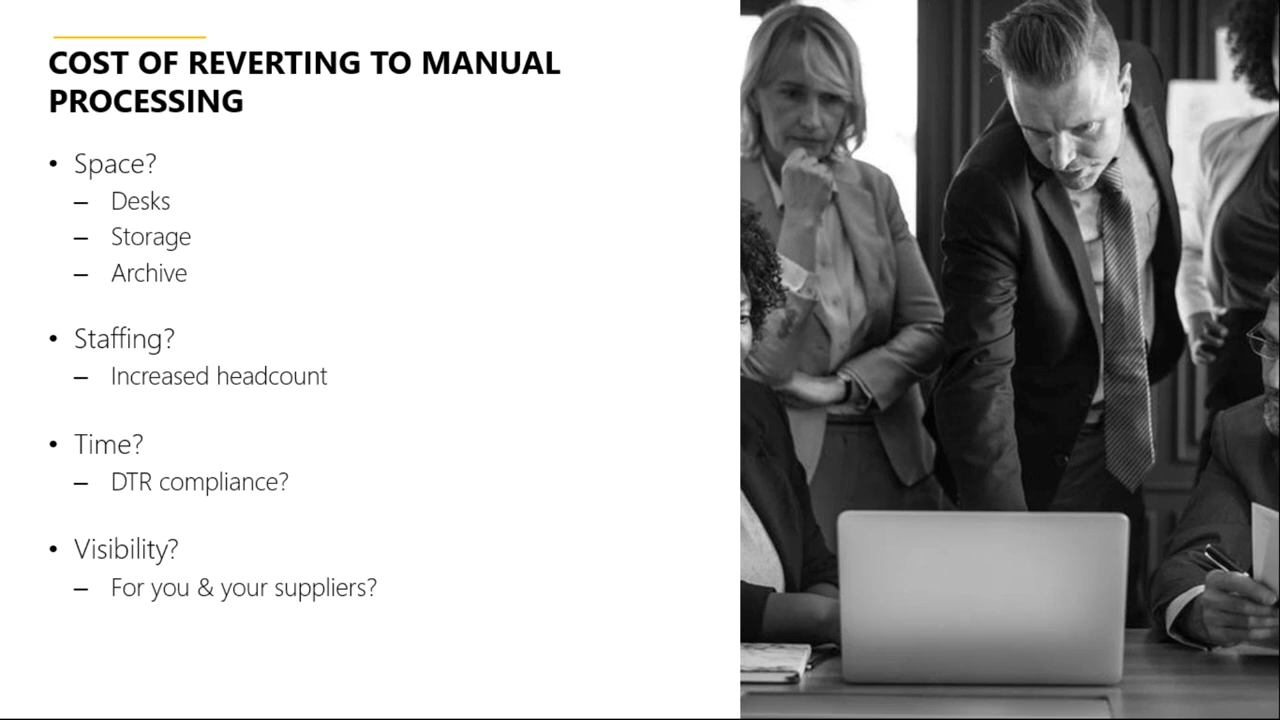 COST OF REVERTING TO MANUAL
PROCESSING
• Space?
– Desks
– Storage
– Archive
• Staffing?
– Increased headcount
• Time?
– DTR compliance?
• Visibility?
– For you & your suppliers?